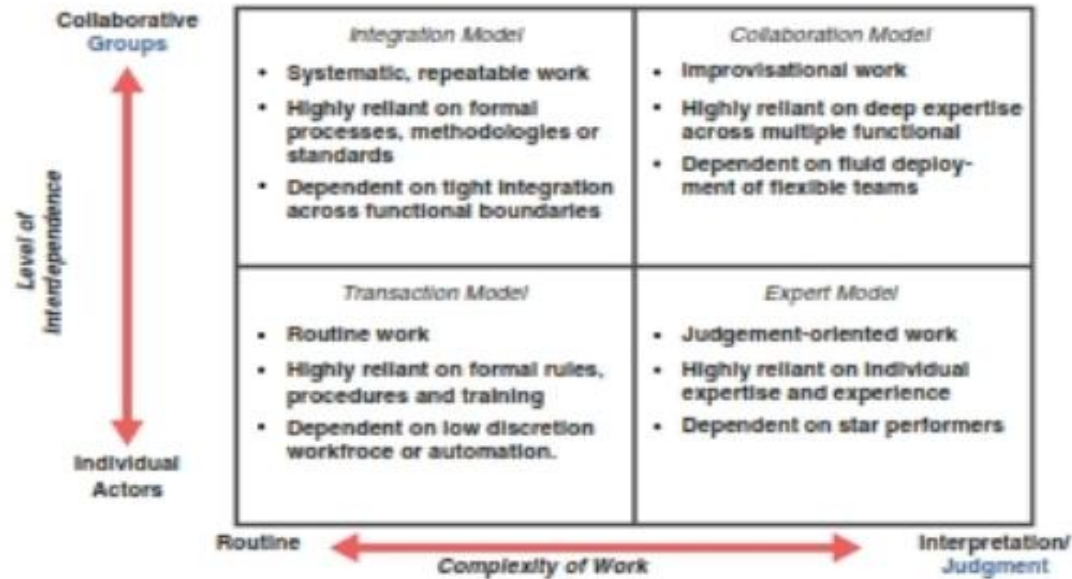 Collaborative
Groups
Level of
Interdependence
Individual
Actors
Integration Model
• Systematic, repeatable work
• Highly reliant on formal
processes, methodologies or
standards
• Dependent on tight integration
across functional boundaries
Collaboration Model
• Improvisational work
• Highly reliant on deep expertise
across multiple functional
• Dependent on fluid deploy-
ment of flexible teams
Transaction Model
• Routine work
• Highly reliant on formal rules,
procedures and training
• Dependent on low discretion
workfroce or automation.
Expert Model
• Judgement-oriented work
• Highly reliant on individual
expertise and experience
• Dependent on star performers
Routine
Complexity of Work
Interpretation/
Judgment